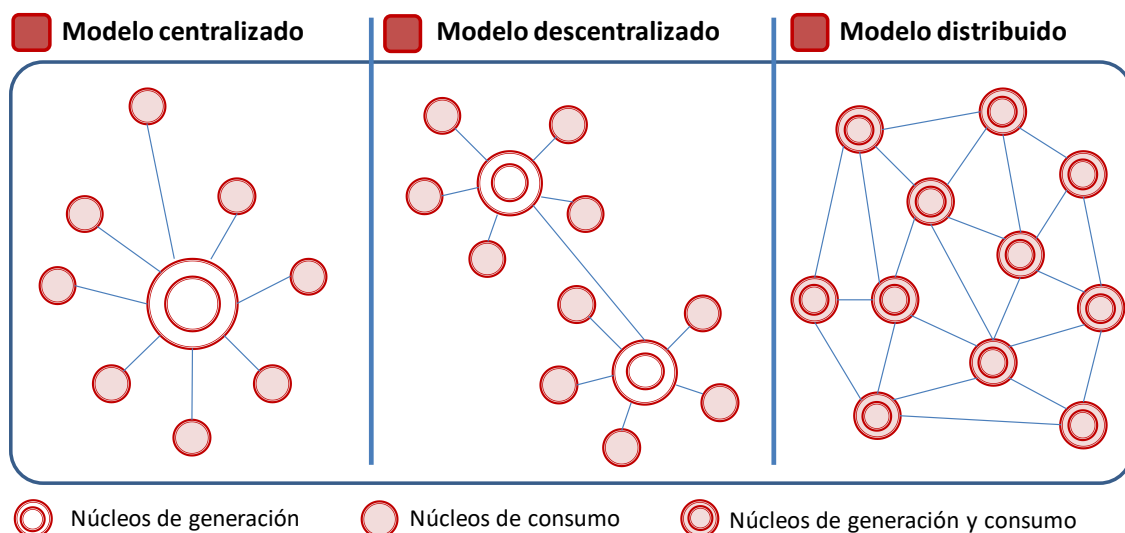 Modelo centralizado
Modelo descentralizado
Modelo distribuido
Núcleos de generación
Núcleos de consumo
Núcleos de generación y consumo